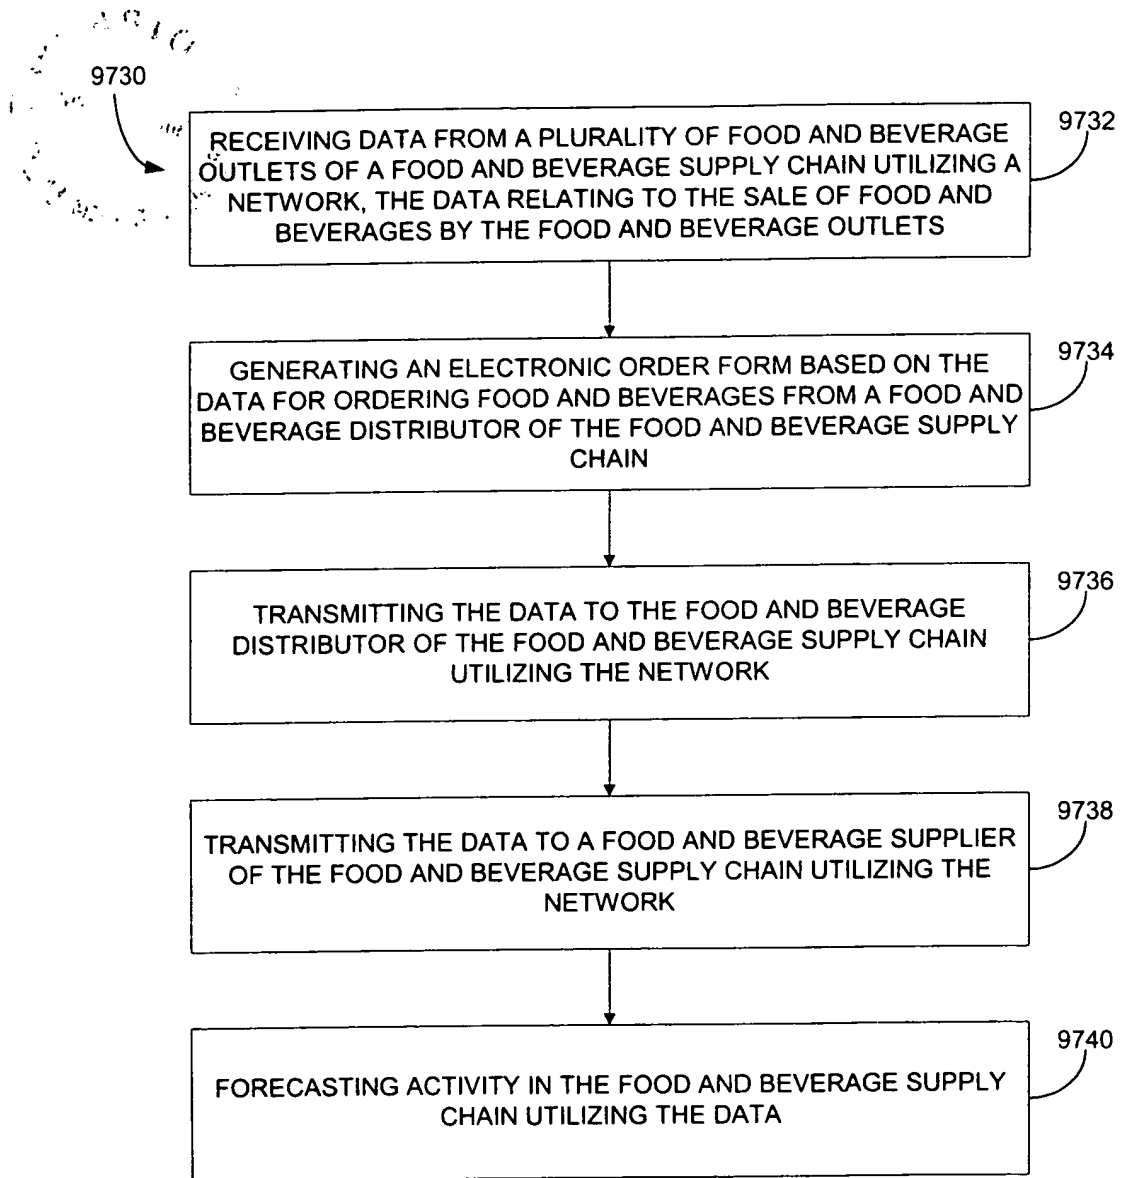 9730
RECEIVING DATA FROM A PLURALITY OF FOOD AND BEVERAGE
OUTLETS OF A FOOD AND BEVERAGE SUPPLY CHAIN UTILIZING A
NETWORK, THE DATA RELATING TO THE SALE OF FOOD AND
BEVERAGES BY THE FOOD AND BEVERAGE OUTLETS
9732
GENERATING AN ELECTRONIC ORDER FORM BASED ON THE
DATA FOR ORDERING FOOD AND BEVERAGES FROM A FOOD AND
BEVERAGE DISTRIBUTOR OF THE FOOD AND BEVERAGE SUPPLY
CHAIN
9734
TRANSMITTING THE DATA TO THE FOOD AND BEVERAGE
DISTRIBUTOR OF THE FOOD AND BEVERAGE SUPPLY CHAIN
UTILIZING THE NETWORK
9736
TRANSMITTING THE DATA TO A FOOD AND BEVERAGE SUPPLIER
OF THE FOOD AND BEVERAGE SUPPLY CHAIN UTILIZING THE
NETWORK
9738
FORECASTING ACTIVITY IN THE FOOD AND BEVERAGE SUPPLY
CHAIN UTILIZING THE DATA
9740